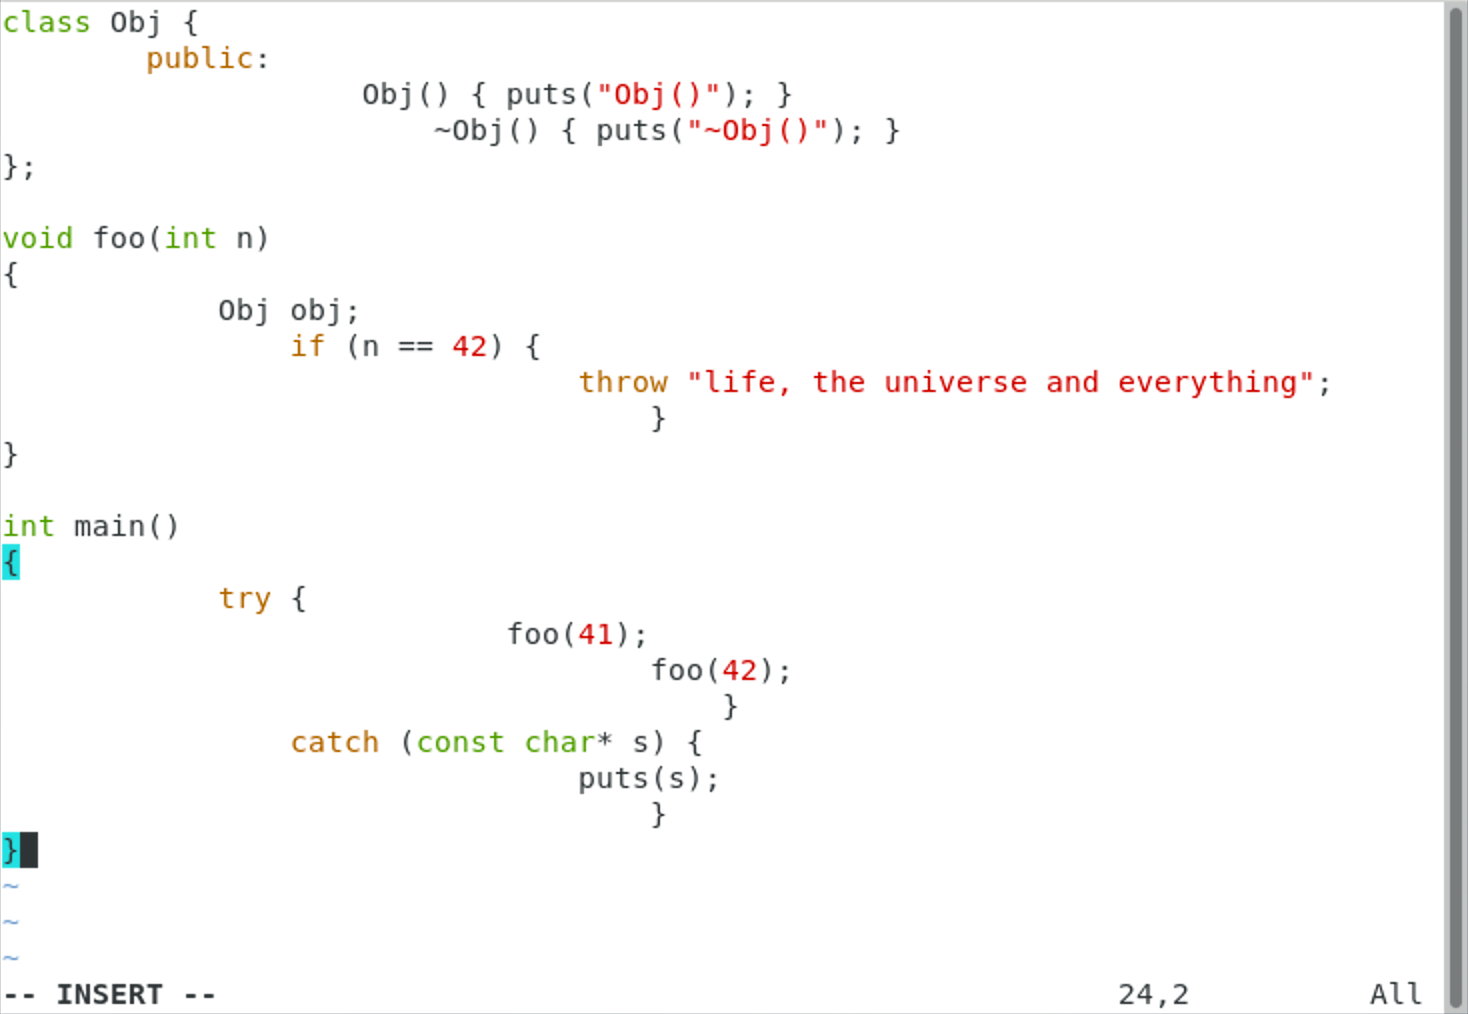 class Obj {
        public:
                    Obj() { puts("Obj()"); }
                        ~Obj() { puts("~Obj()"); }
};

void foo(int n)
{
            Obj obj;
                if (n == 42) {
                                throw "life, the universe and everything";
                                    }
}

int main()
{
            try {
                            foo(41);
                                    foo(42);
                                        }
                catch (const char* s) {
                                puts(s);
                                    }
}
~
~
~
-- INSERT --                                                  24,2          All